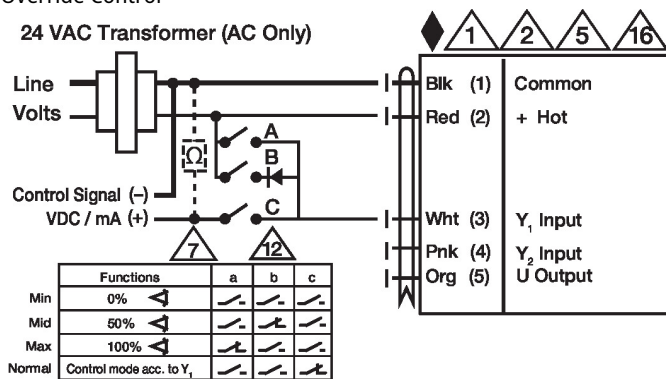 Override Control
24 VAC Transformer (AC Only)
1 2 5 16
Line
Volts
Blk (1) Common
Red (2) + Hot
A
Ω
B
Control Signal (–)
VDC / mA (+)
C
Wht (3) Y1 Input
Pnk (4) Y2 Input
Org (5) U Output
7 12
Functions a b c
Min 0%
Mid 50%
Max 100%
Normal Control mode acc. to Y1